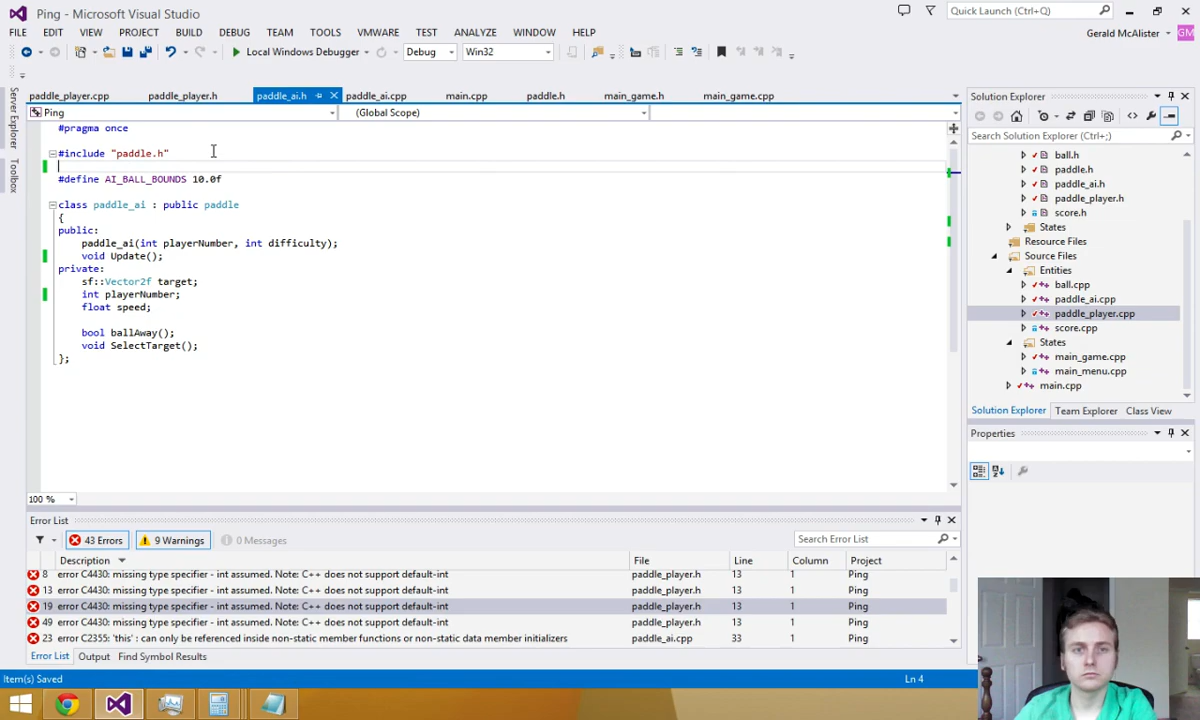 Ping - Microsoft Visual Studio
Quick Launch (Ctrl+Q)
FILE EDIT VIEW PROJECT BUILD DEBUG TEAM TOOLS VMWARE TEST ANALYZE WINDOW HELP
Gerald McAlister GM
Local Windows Debugger Debug Win32
Server Explorer
Toolbox
paddle_player.cpp paddle_player.h paddle_ai.h paddle_ai.cpp main.cpp paddle.h main_game.h main_game.cpp
Ping (Global Scope)
#pragma once
#include "paddle.h"
#define AI_BALL_BOUNDS 10.0f
class paddle_ai : public paddle
{
public:
paddle_ai(int playerNumber, int difficulty);
void Update();
private:
sf::Vector2f target;
int playerNumber;
float speed;
bool ballAway();
void SelectTarget();
};
100 %
Solution Explorer
Search Solution Explorer (Ctrl+;)
ball.h
paddle.h
paddle_ai.h
paddle_player.h
score.h
States
Resource Files
Source Files
Entities
ball.cpp
paddle_ai.cpp
paddle_player.cpp
score.cpp
States
main_game.cpp
main_menu.cpp
main.cpp
Solution Explorer Team Explorer Class View
Properties
Error List
43 Errors 9 Warnings 0 Messages
Search Error List
Description File Line Column Project
8 error C4430: missing type specifier - int assumed. Note: C++ does not support default-int paddle_player.h 13 1 Ping
13 error C4430: missing type specifier - int assumed. Note: C++ does not support default-int paddle_player.h 13 1 Ping
19 error C4430: missing type specifier - int assumed. Note: C++ does not support default-int paddle_player.h 13 1 Ping
49 error C4430: missing type specifier - int assumed. Note: C++ does not support default-int paddle_player.h 13 1 Ping
23 error C2355: 'this' : can only be referenced inside non-static member functions or non-static data member initializers paddle_ai.cpp 33 1 Ping
Error List Output Find Symbol Results
Item(s) Saved Ln 4